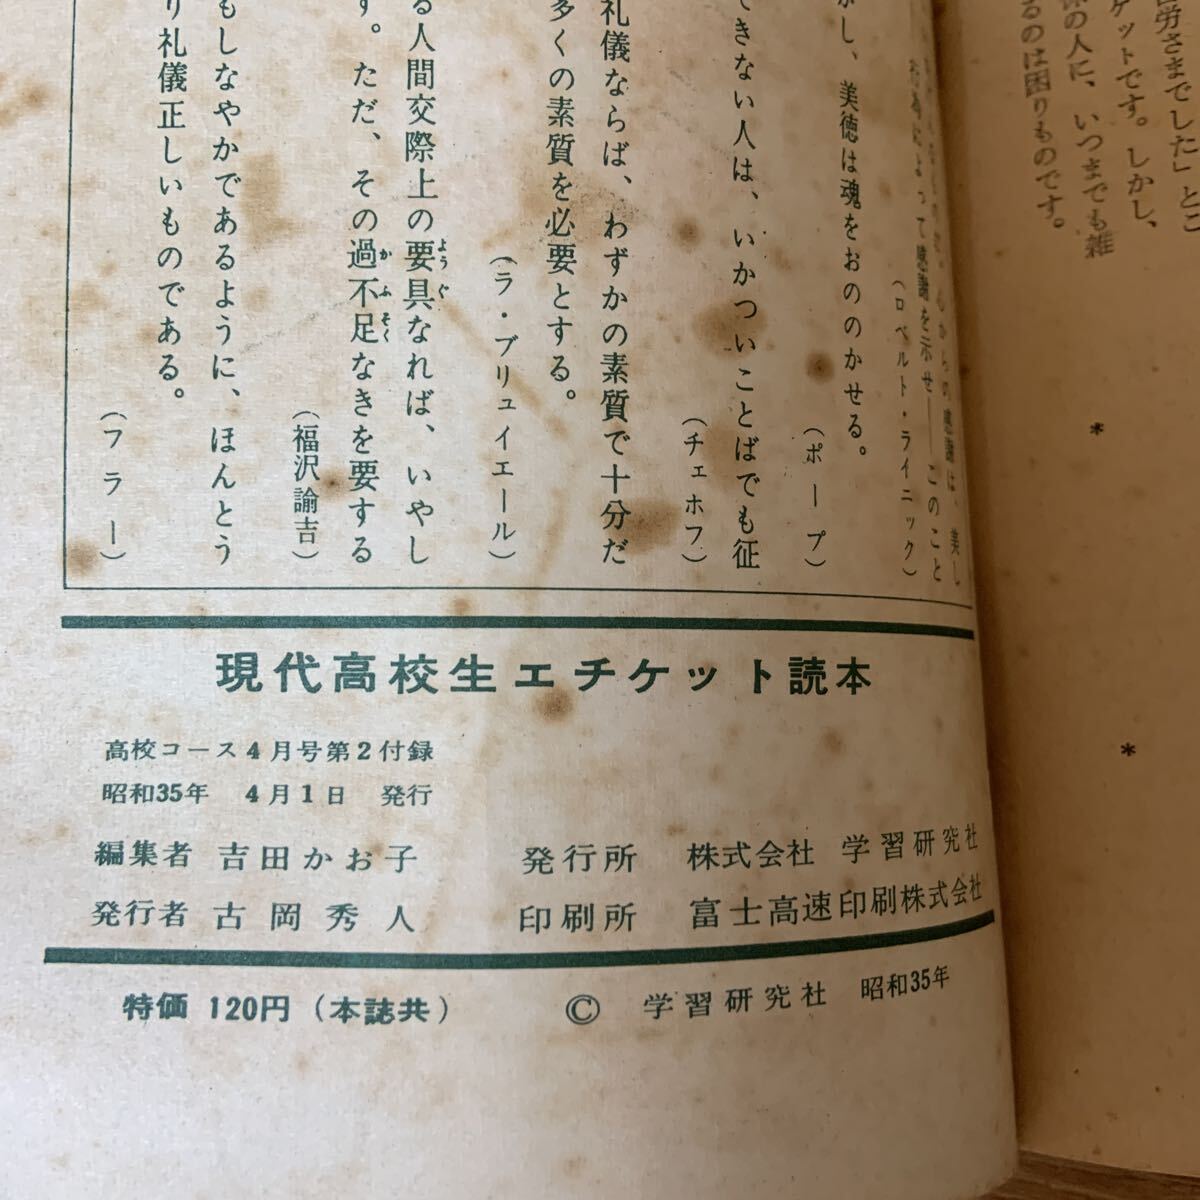 労さまでした」とこ
ケットです。しかし、
の人に、いつまでも雑
るのは困りものです。
＊
＊
によって感謝を示せ――このこと
（ロベルト・ライニック）
かし、美徳は魂をおののかせる。
（ポープ）
できない人は、いかついことばでも征
（チェホフ）
礼儀ならば、わずかの素質で十分だ
多くの素質を必要とする。
（ラ・ブリュイエール）
る人間交際上の要具なれば、いやし
ようぐ
す。ただ、その過不足なきを要する
かふそく
（福沢諭吉）
もしなやかであるように、ほんとう
り礼儀正しいものである。
（フラー）
現代高校生エチケット読本
高校コース4月号第2付録
昭和35年 4月1日 発行
編集者 吉田かお子 発行所 株式会社 学習研究社
発行者 古岡秀人 印刷所 富士高速印刷株式会社
特価 120円（本誌共） © 学習研究社 昭和35年